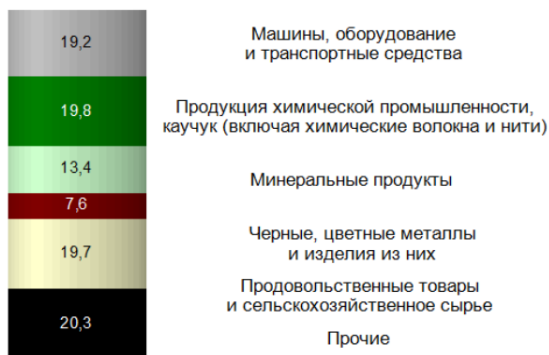 19,2
Машины, оборудование
и транспортные средства
19,8
Продукция химической промышленности,
каучук (включая химические волокна и нити)
13,4
Минеральные продукты
7,6
19,7
Черные, цветные металлы
и изделия из них
Продовольственные товары
и сельскохозяйственное сырье
20,3
Прочие